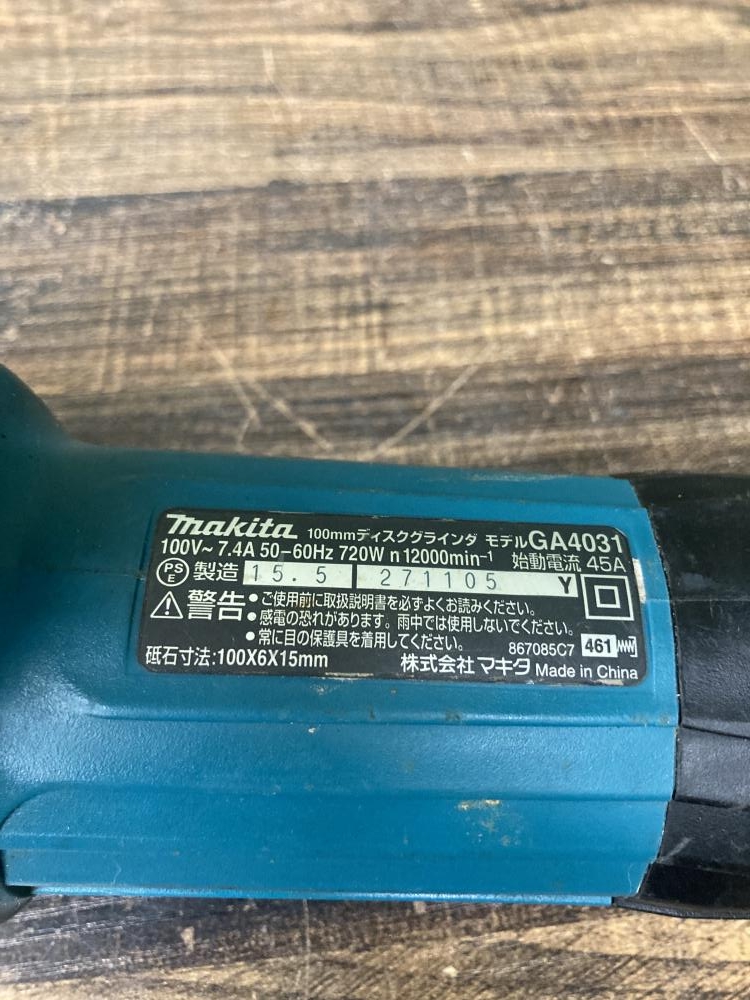 makita 100mmディスクグラインダ モデルGA4031
100V~ 7.4A 50-60Hz 720W n 12000min⁻¹ 始動電流 45A
PSE 製造 15.5 271105 Y
警告 •ご使用前に取扱説明書を必ずよくお読みください。
•感電の恐れがあります。雨中では使用しないでください。
•常に目の保護具を着用してください。 867085C7 461
砥石寸法:100X6X15mm 株式会社マキタ Made in China